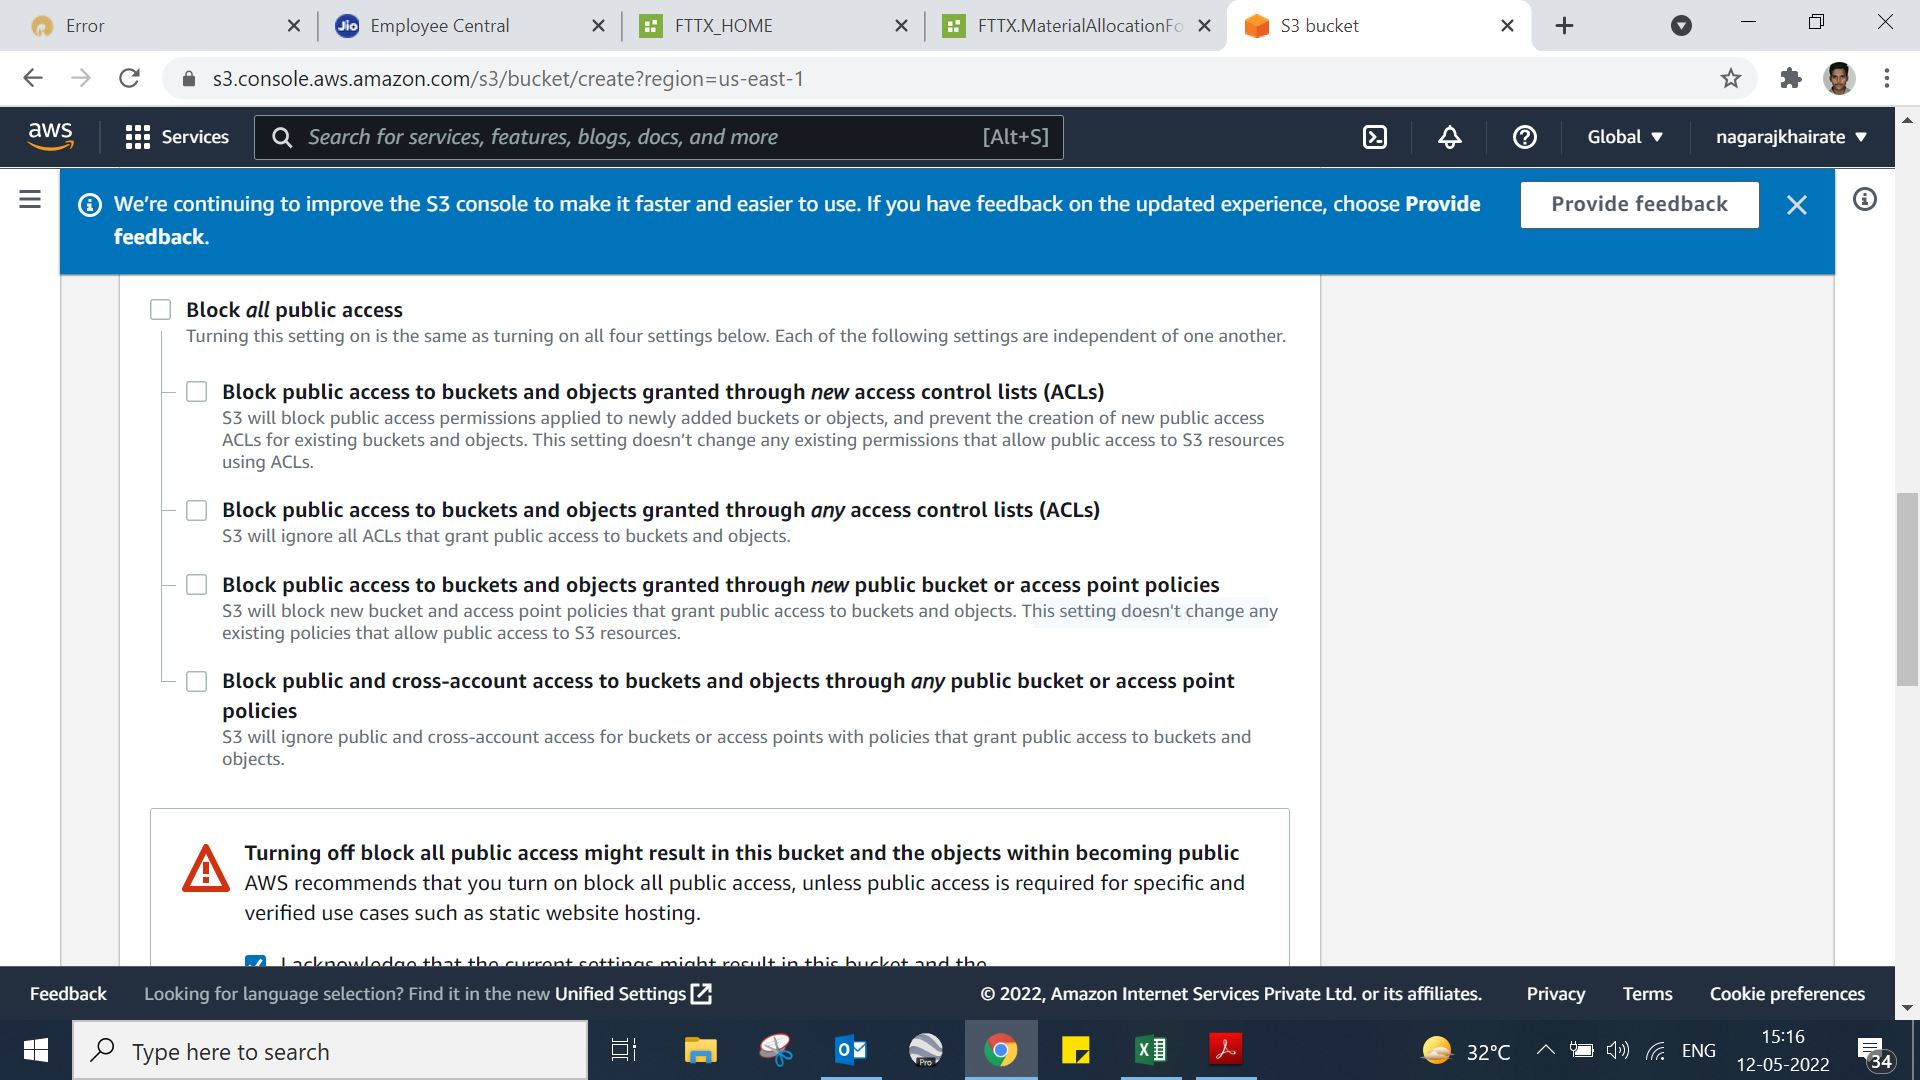 Error
Employee Central
FTTX_HOME
FTTX.MaterialAllocationFo
S3 bucket
s3.console.aws.amazon.com/s3/bucket/create?region=us-east-1
aws
Services
Search for services, features, blogs, docs, and more
[Alt+S]
Global
nagarajkhairate
We’re continuing to improve the S3 console to make it faster and easier to use. If you have feedback on the updated experience, choose Provide
feedback.
Provide feedback
Block all public access
Turning this setting on is the same as turning on all four settings below. Each of the following settings are independent of one another.
Block public access to buckets and objects granted through new access control lists (ACLs)
S3 will block public access permissions applied to newly added buckets or objects, and prevent the creation of new public access
ACLs for existing buckets and objects. This setting doesn’t change any existing permissions that allow public access to S3 resources
using ACLs.
Block public access to buckets and objects granted through any access control lists (ACLs)
S3 will ignore all ACLs that grant public access to buckets and objects.
Block public access to buckets and objects granted through new public bucket or access point policies
S3 will block new bucket and access point policies that grant public access to buckets and objects. This setting doesn't change any
existing policies that allow public access to S3 resources.
Block public and cross-account access to buckets and objects through any public bucket or access point
policies
S3 will ignore public and cross-account access for buckets or access points with policies that grant public access to buckets and
objects.
Turning off block all public access might result in this bucket and the objects within becoming public
AWS recommends that you turn on block all public access, unless public access is required for specific and
verified use cases such as static website hosting.
I acknowledge that the current settings might result in this bucket and the
Feedback
Looking for language selection? Find it in the new Unified Settings
© 2022, Amazon Internet Services Private Ltd. or its affiliates.
Privacy
Terms
Cookie preferences
Type here to search
Pro
32°C
ENG
15:16
12-05-2022
34